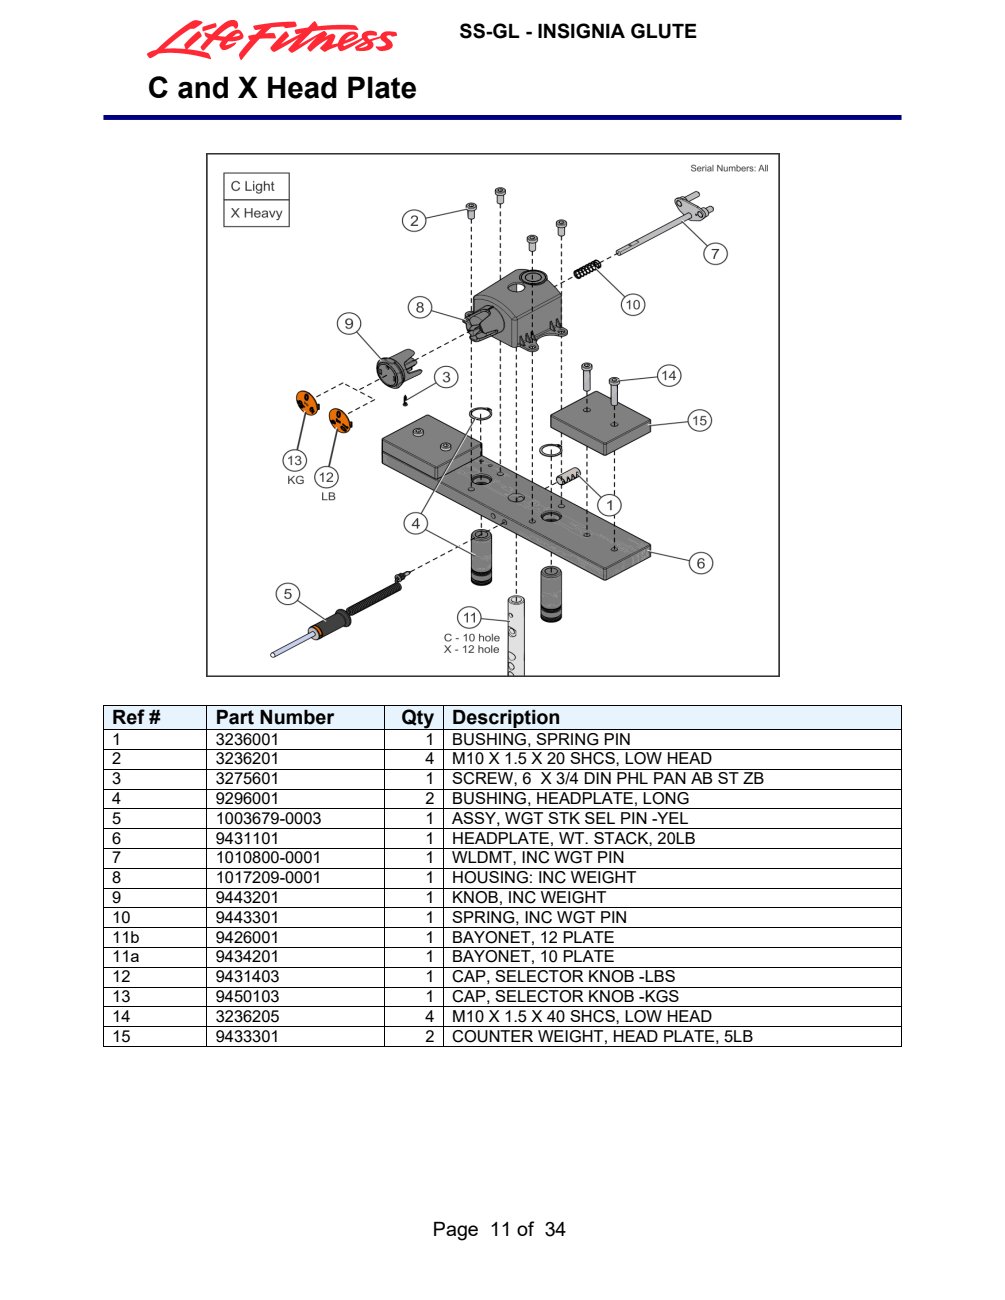 Life Fitness
SS-GL - INSIGNIA GLUTE
C and X Head Plate
Serial Numbers: All
C Light
X Heavy
2
7
10
8
9
3
14
15
13
KG
12
LB
1
4
6
5
11
C - 10 hole
X - 12 hole
Ref # Part Number Qty Description
1 3236001 1 BUSHING, SPRING PIN
2 3236201 4 M10 X 1.5 X 20 SHCS, LOW HEAD
3 3275601 1 SCREW, 6  X 3/4 DIN PHL PAN AB ST ZB
4 9296001 2 BUSHING, HEADPLATE, LONG
5 1003679-0003 1 ASSY, WGT STK SEL PIN -YEL
6 9431101 1 HEADPLATE, WT. STACK, 20LB
7 1010800-0001 1 WLDMT, INC WGT PIN
8 1017209-0001 1 HOUSING: INC WEIGHT
9 9443201 1 KNOB, INC WEIGHT
10 9443301 1 SPRING, INC WGT PIN
11b 9426001 1 BAYONET, 12 PLATE
11a 9434201 1 BAYONET, 10 PLATE
12 9431403 1 CAP, SELECTOR KNOB -LBS
13 9450103 1 CAP, SELECTOR KNOB -KGS
14 3236205 4 M10 X 1.5 X 40 SHCS, LOW HEAD
15 9433301 2 COUNTER WEIGHT, HEAD PLATE, 5LB
Page 11 of 34